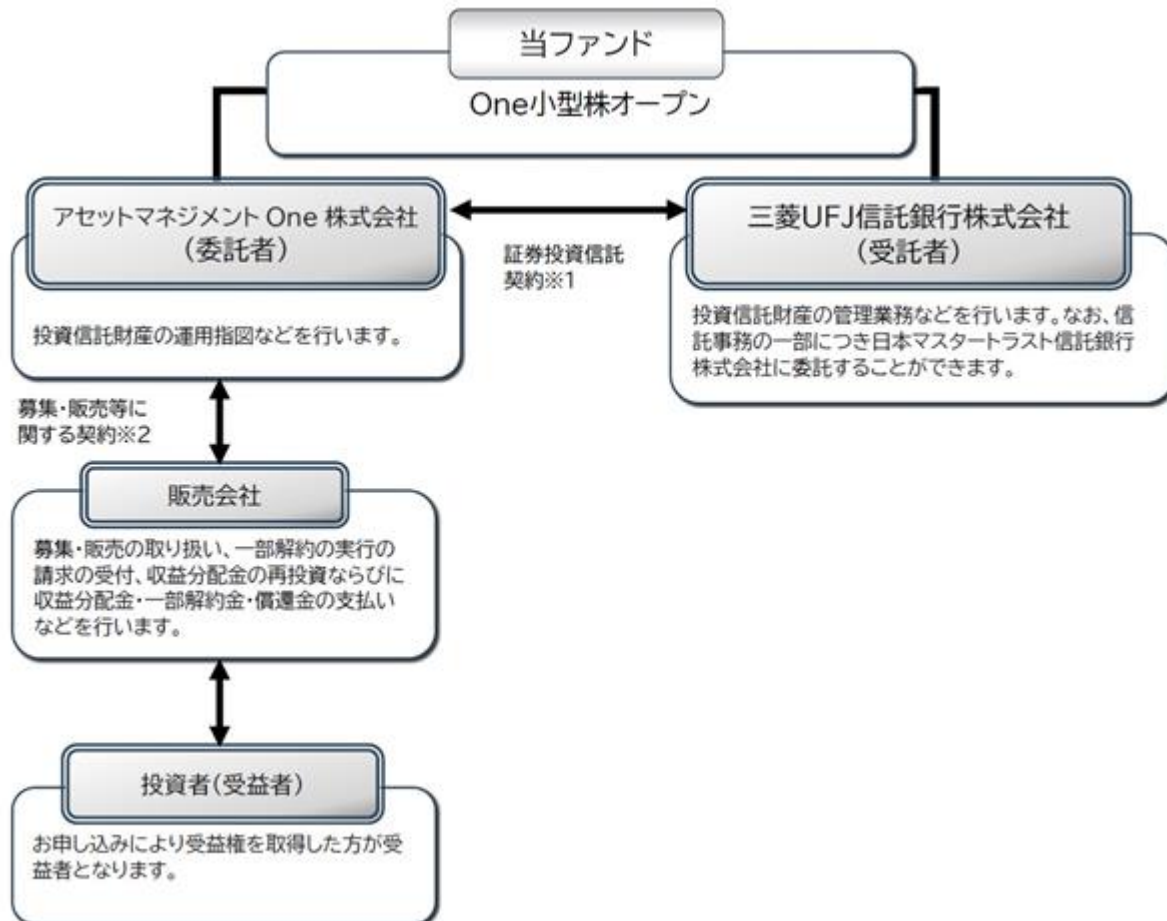 当ファンド
One小型株オープン
アセットマネジメント One 株式会社
（委託者）
投資信託財産の運用指図などを行います。
証券投資信託
契約※1
三菱UFJ信託銀行株式会社
（受託者）
投資信託財産の管理業務などを行います。なお、信
託事務の一部につき日本マスタートラスト信託銀行
株式会社に委託することができます。
募集・販売等に
関する契約※2
販売会社
募集・販売の取り扱い、一部解約の実行の
請求の受付、収益分配金の再投資ならびに
収益分配金・一部解約金・償還金の支払い
などを行います。
投資者（受益者）
お申し込みにより受益権を取得した方が受
益者となります。